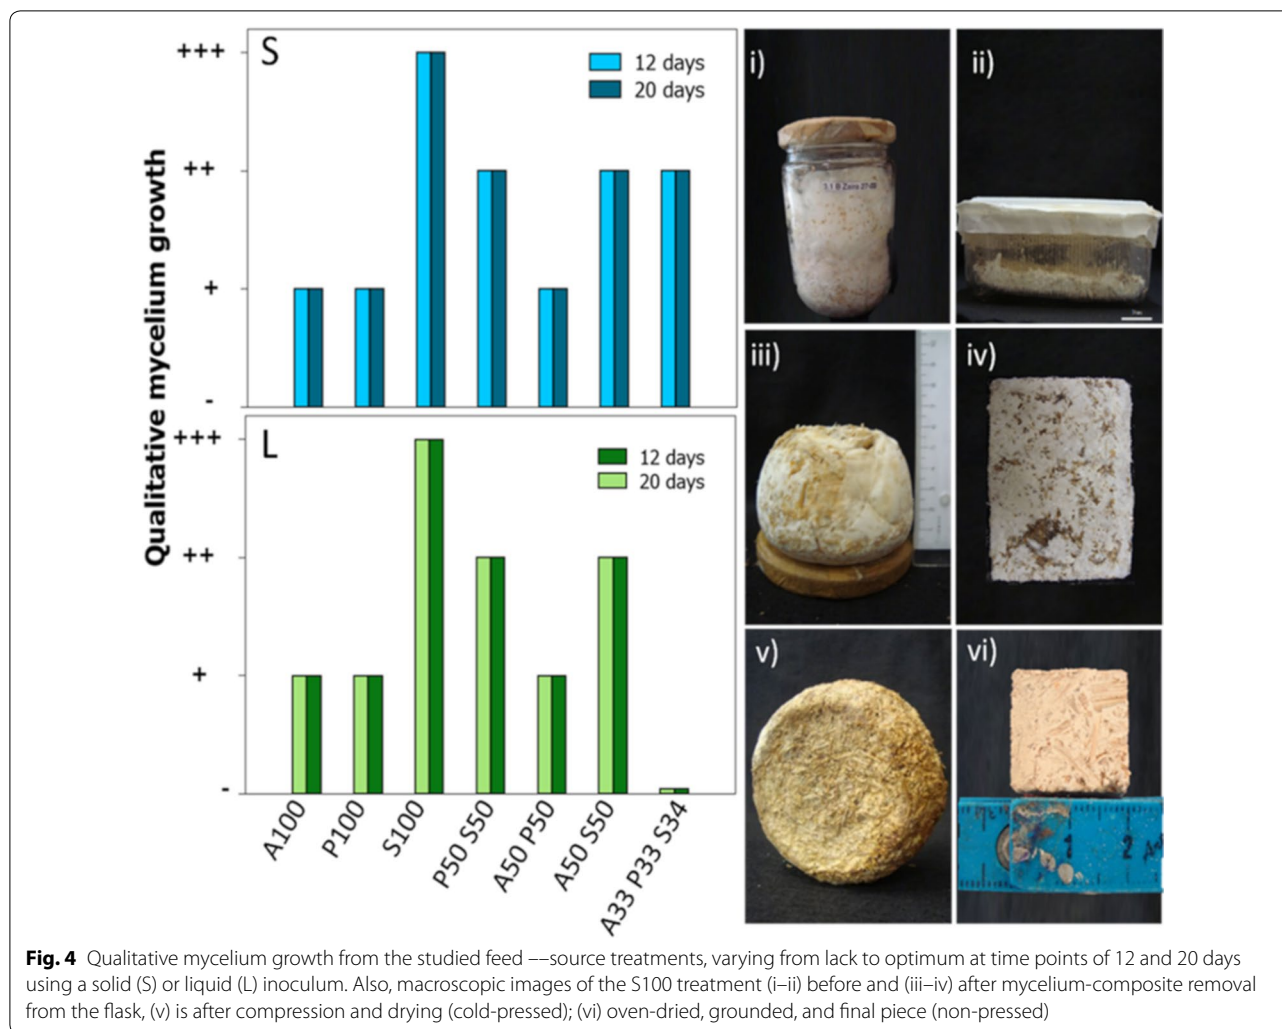 Qualitative mycelium growth
S
+++
++
+
-
12 days
20 days
L
+++
++
+
-
12 days
20 days
A100
P100
S100
P50 S50
A50 P50
A50 S50
A33 P33 S34
i)
ii)
iii)
iv)
v)
vi)
1
2
Fig. 4 Qualitative mycelium growth from the studied feed ––source treatments, varying from lack to optimum at time points of 12 and 20 days
using a solid (S) or liquid (L) inoculum. Also, macroscopic images of the S100 treatment (i–ii) before and (iii–iv) after mycelium-composite removal
from the flask, (v) is after compression and drying (cold-pressed); (vi) oven-dried, grounded, and final piece (non-pressed)